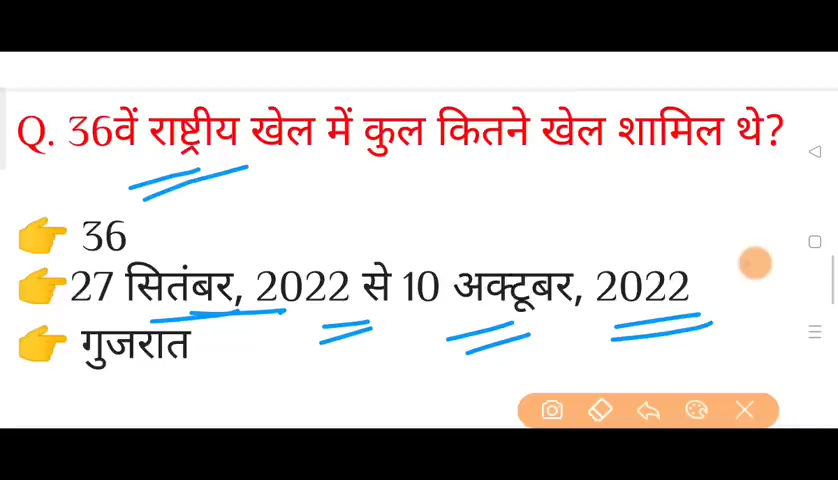 Q. 36वें राष्ट्रीय खेल में कुल कितने खेल शामिल थे?
👉 36
👉27 सितंबर, 2022 से 10 अक्टूबर, 2022
👉 गुजरात